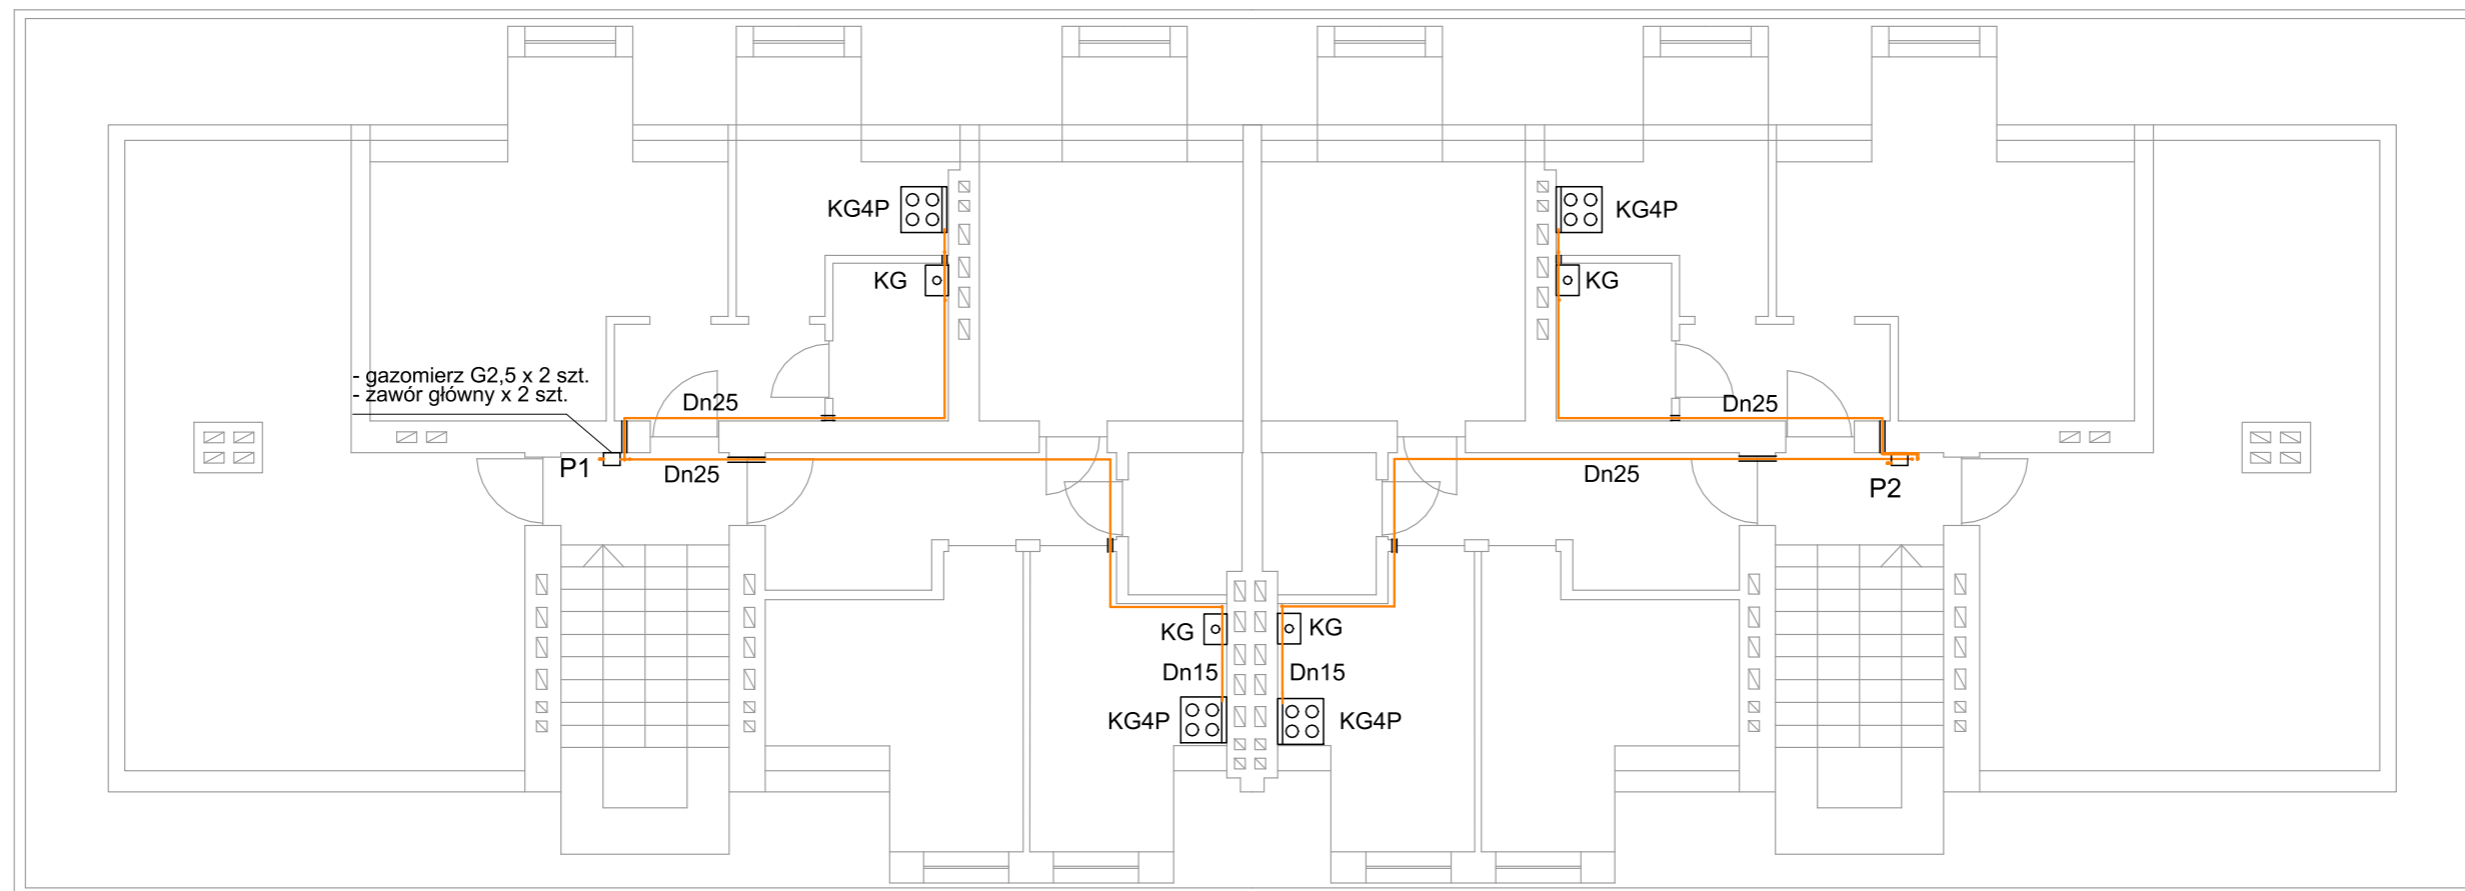 KG4P
KG4P
KG
KG
- gazomierz G2,5 x 2 szt.
- zawór główny x 2 szt.
Dn25
Dn25
P1
Dn25
Dn25
P2
KG
KG
Dn15
Dn15
KG4P
KG4P